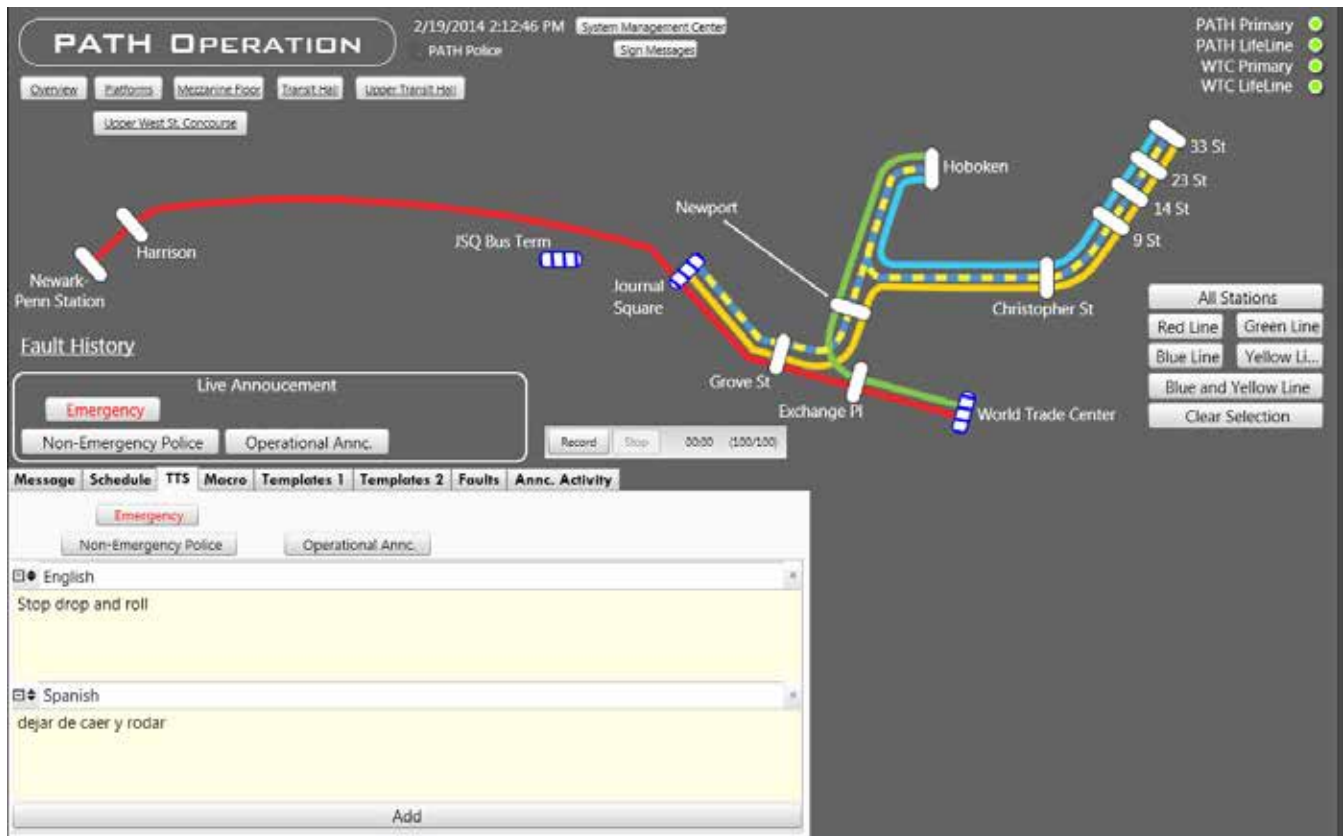 PATH OPERATION
2/19/2014 2:12:46 PM
System Management Center
PATH Police
Sign Messages
PATH Primary
PATH LifeLine
WTC Primary
WTC LifeLine
Overview
Platforms
Mezzanine Floor
Transit Hall
Upper Transit Hall
Upper West St. Concourse
33 St
23 St
14 St
9 St
Hoboken
Newport
Harrison
JSQ Bus Term
Newark-
Penn Station
Journal
Square
Christopher St
All Stations
Red Line
Green Line
Blue Line
Yellow Li...
Blue and Yellow Line
Clear Selection
Fault History
Grove St
Exchange Pl
World Trade Center
Live Annoucement
Emergency
Non-Emergency Police
Operational Annc.
Record
Stop
00:00
(100/100)
Message
Schedule
TTS
Macro
Templates 1
Templates 2
Faults
Annc. Activity
Emergency
Non-Emergency Police
Operational Annc.
English
Stop drop and roll
Spanish
dejar de caer y rodar
Add